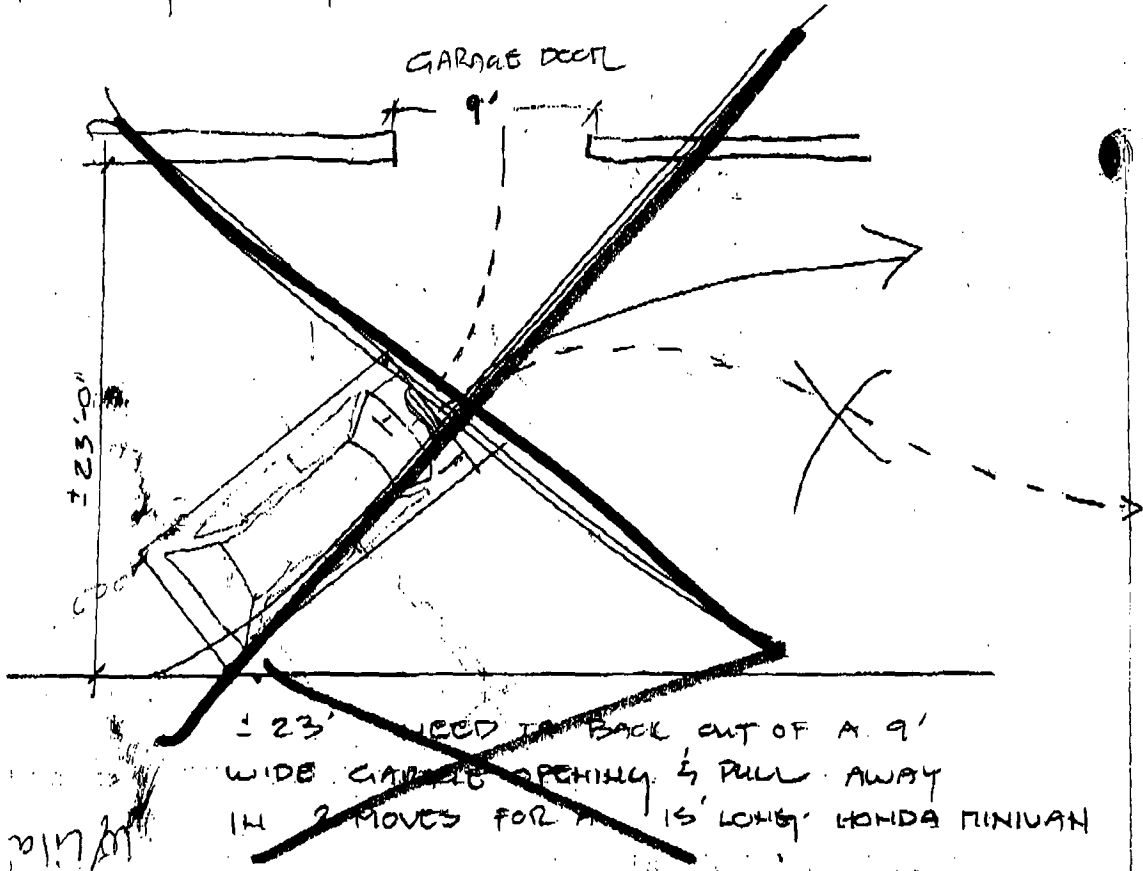 GARAGE DOOR
9'
± 23'-0"
± 23' NEED TO BACK OUT OF A 9'
WIDE GARAGE OPENING & PULL AWAY
IN 2 MOVES FOR A 15' LONG HONDA MINIVAN